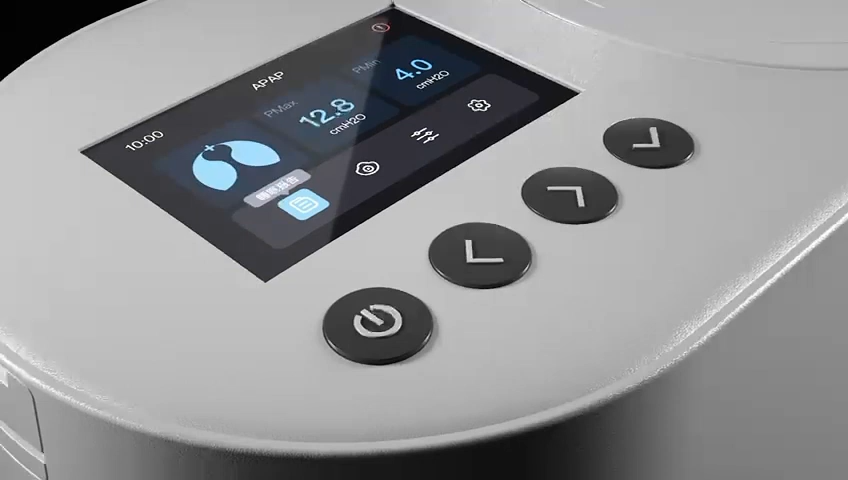 10:00
APAP
PMax
12.8
cmH2O
PMin
4.0
cmH2O